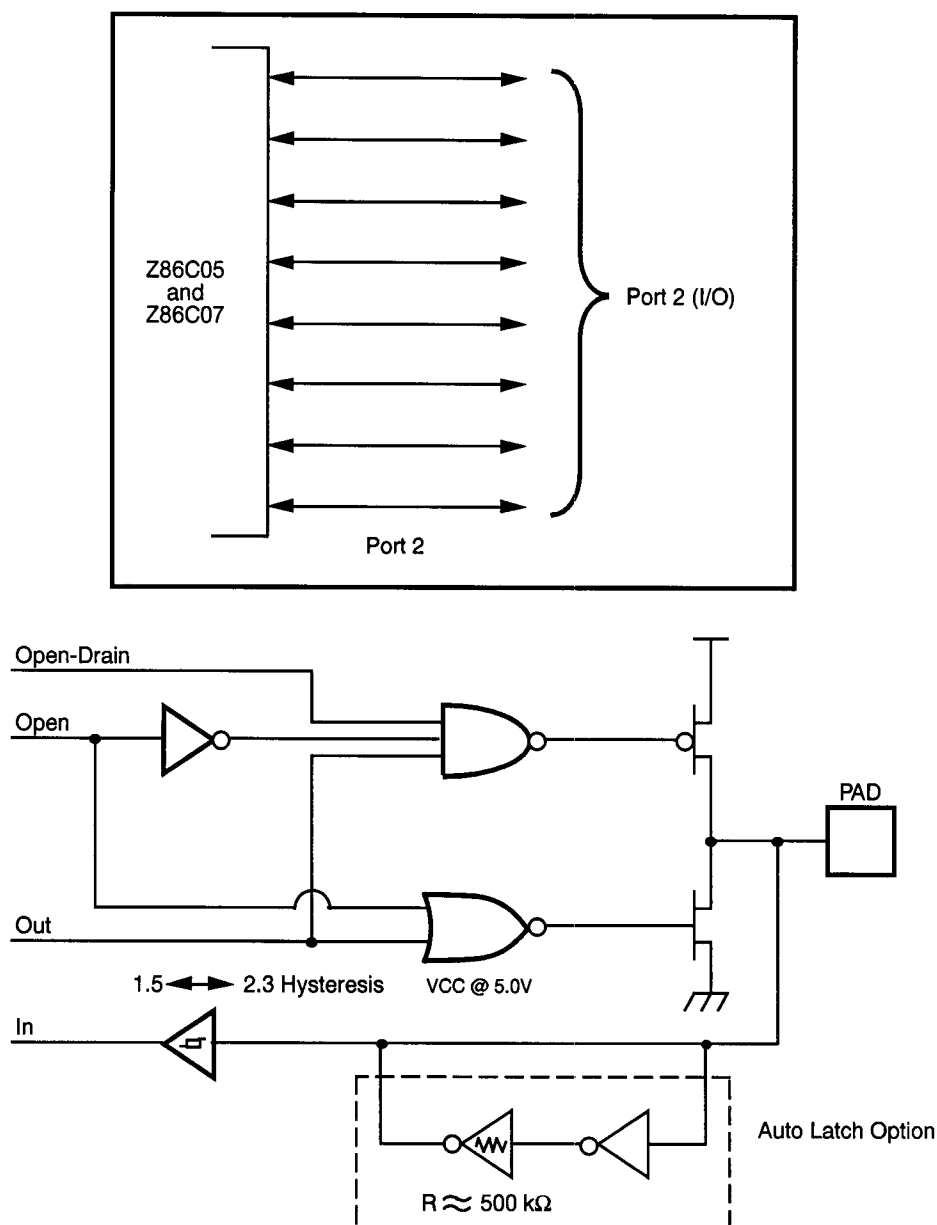 Z86C05
and
Z86C07
Port 2 (I/O)
Port 2
Open-Drain
Open
PAD
Out
1.5 2.3 Hysteresis
VCC @ 5.0V
In
Auto Latch Option
R ≈ 500 kΩ